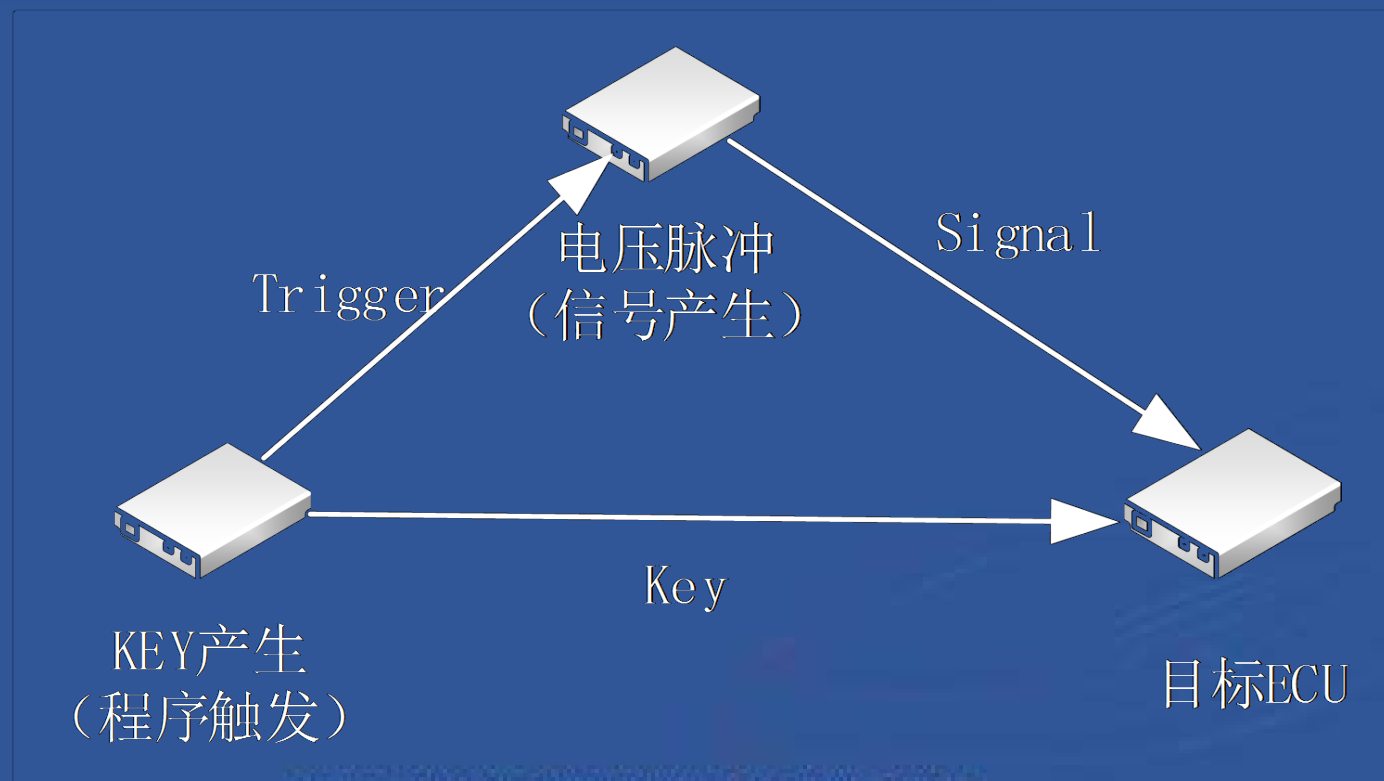 电压脉冲
（信号产生）
Signal
Trigger
Key
KEY产生
（程序触发）
目标ECU